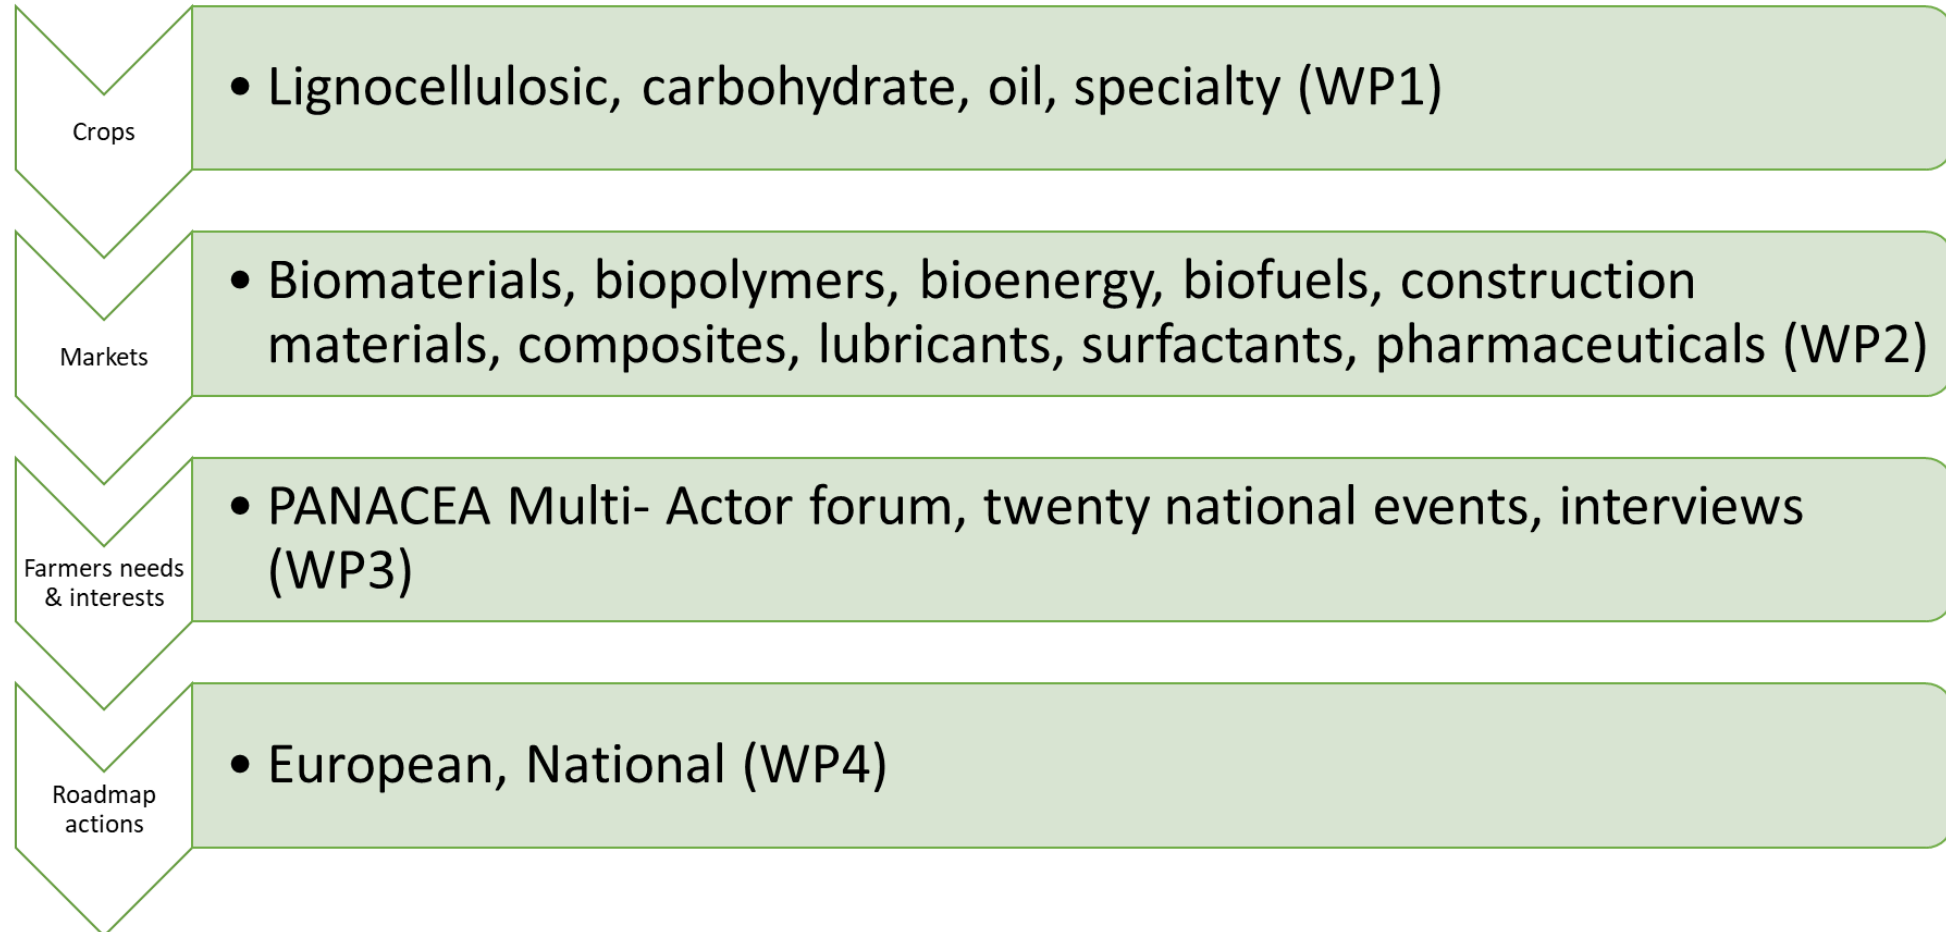 Crops
• Lignocellulosic, carbohydrate, oil, specialty (WP1)
Markets
• Biomaterials, biopolymers, bioenergy, biofuels, construction
materials, composites, lubricants, surfactants, pharmaceuticals (WP2)
Farmers needs
& interests
• PANACEA Multi- Actor forum, twenty national events, interviews
(WP3)
Roadmap
actions
• European, National (WP4)